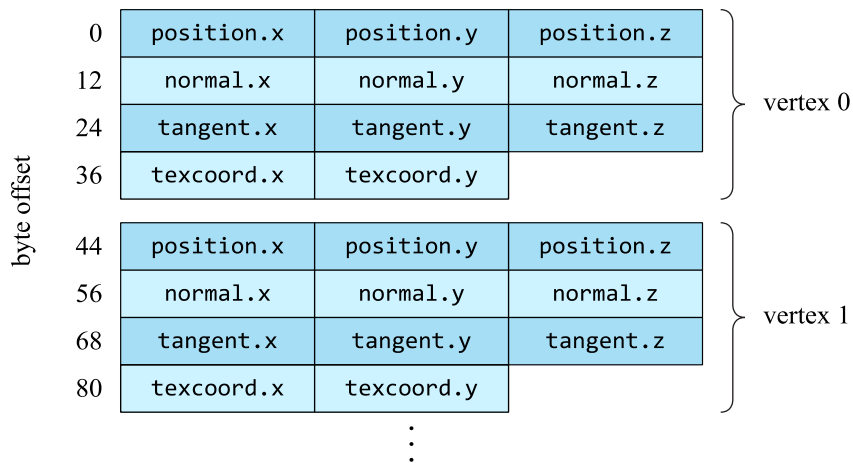 0 position.x position.y position.z
12 normal.x normal.y normal.z
24 tangent.x tangent.y tangent.z
36 texcoord.x texcoord.y
vertex 0
byte offset
44 position.x position.y position.z
56 normal.x normal.y normal.z
68 tangent.x tangent.y tangent.z
80 texcoord.x texcoord.y
vertex 1
⋮